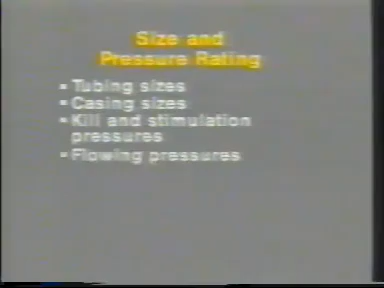 Size and
Pressure Rating
▪ Tubing sizes
▪ Casing sizes
▪ Kill and stimulation
pressures
▪ Flowing pressures